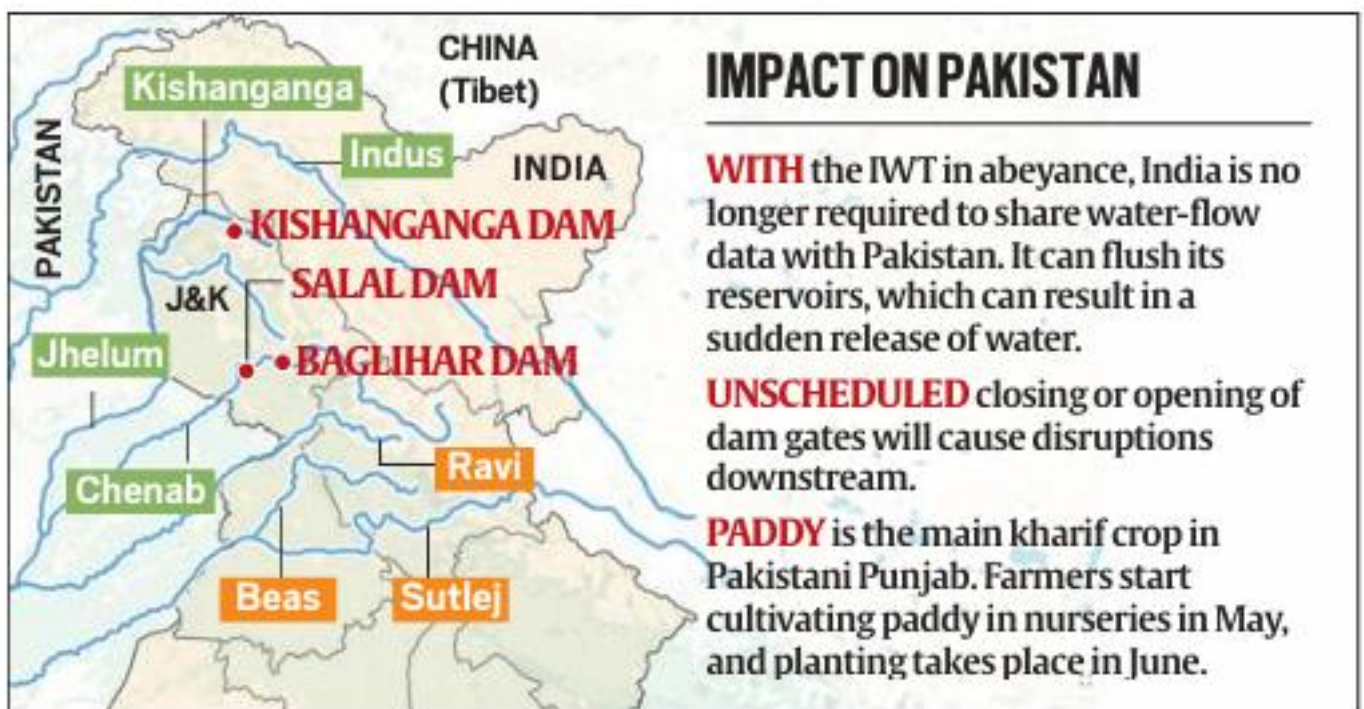 CHINA
(Tibet)
Kishanganga
PAKISTAN
Indus
INDIA
KISHANGANGA DAM
SALAL DAM
J&K
Jhelum
BAGLIHAR DAM
Ravi
Chenab
Beas
Sutlej
IMPACT ON PAKISTAN
WITH the IWT in abeyance, India is no
longer required to share water-flow
data with Pakistan. It can flush its
reservoirs, which can result in a
sudden release of water.
UNSCHEDULED closing or opening of
dam gates will cause disruptions
downstream.
PADDY is the main kharif crop in
Pakistani Punjab. Farmers start
cultivating paddy in nurseries in May,
and planting takes place in June.